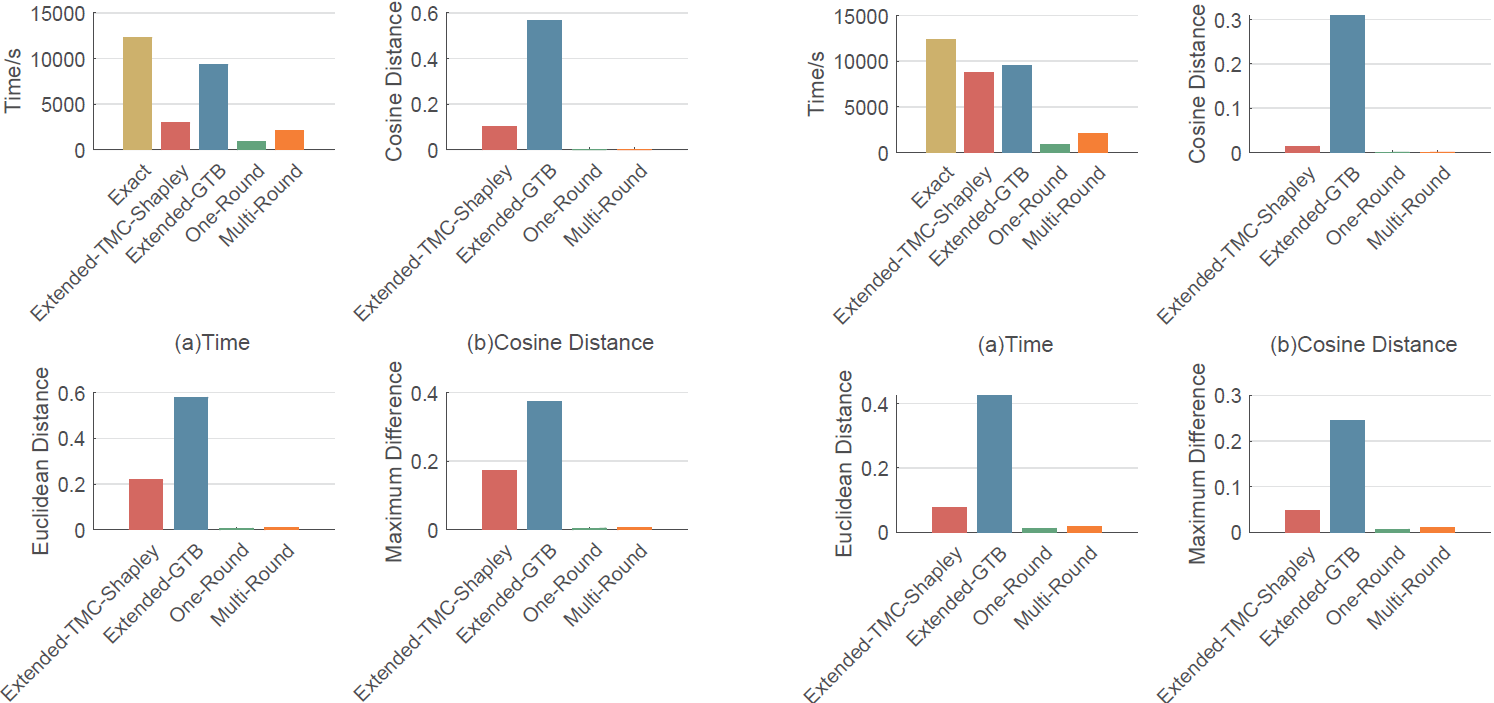 Time/s
15000
10000
5000
0
Exact
Extended-TMC-Shapley
Extended-GTB
One-Round
Multi-Round
(a)Time
Cosine Distance
0.6
0.4
0.2
0
Extended-TMC-Shapley
Extended-GTB
One-Round
Multi-Round
(b)Cosine Distance
Time/s
15000
10000
5000
0
Exact
Extended-TMC-Shapley
Extended-GTB
One-Round
Multi-Round
(a)Time
Cosine Distance
0.3
0.2
0.1
0
Extended-TMC-Shapley
Extended-GTB
One-Round
Multi-Round
(b)Cosine Distance
Euclidean Distance
0.6
0.4
0.2
0
Extended-TMC-Shapley
Extended-GTB
One-Round
Multi-Round
Maximum Difference
0.4
0.2
0
Extended-TMC-Shapley
Extended-GTB
One-Round
Multi-Round
Euclidean Distance
0.4
0.2
0
Extended-TMC-Shapley
Extended-GTB
One-Round
Multi-Round
Maximum Difference
0.3
0.2
0.1
0
Extended-TMC-Shapley
Extended-GTB
One-Round
Multi-Round